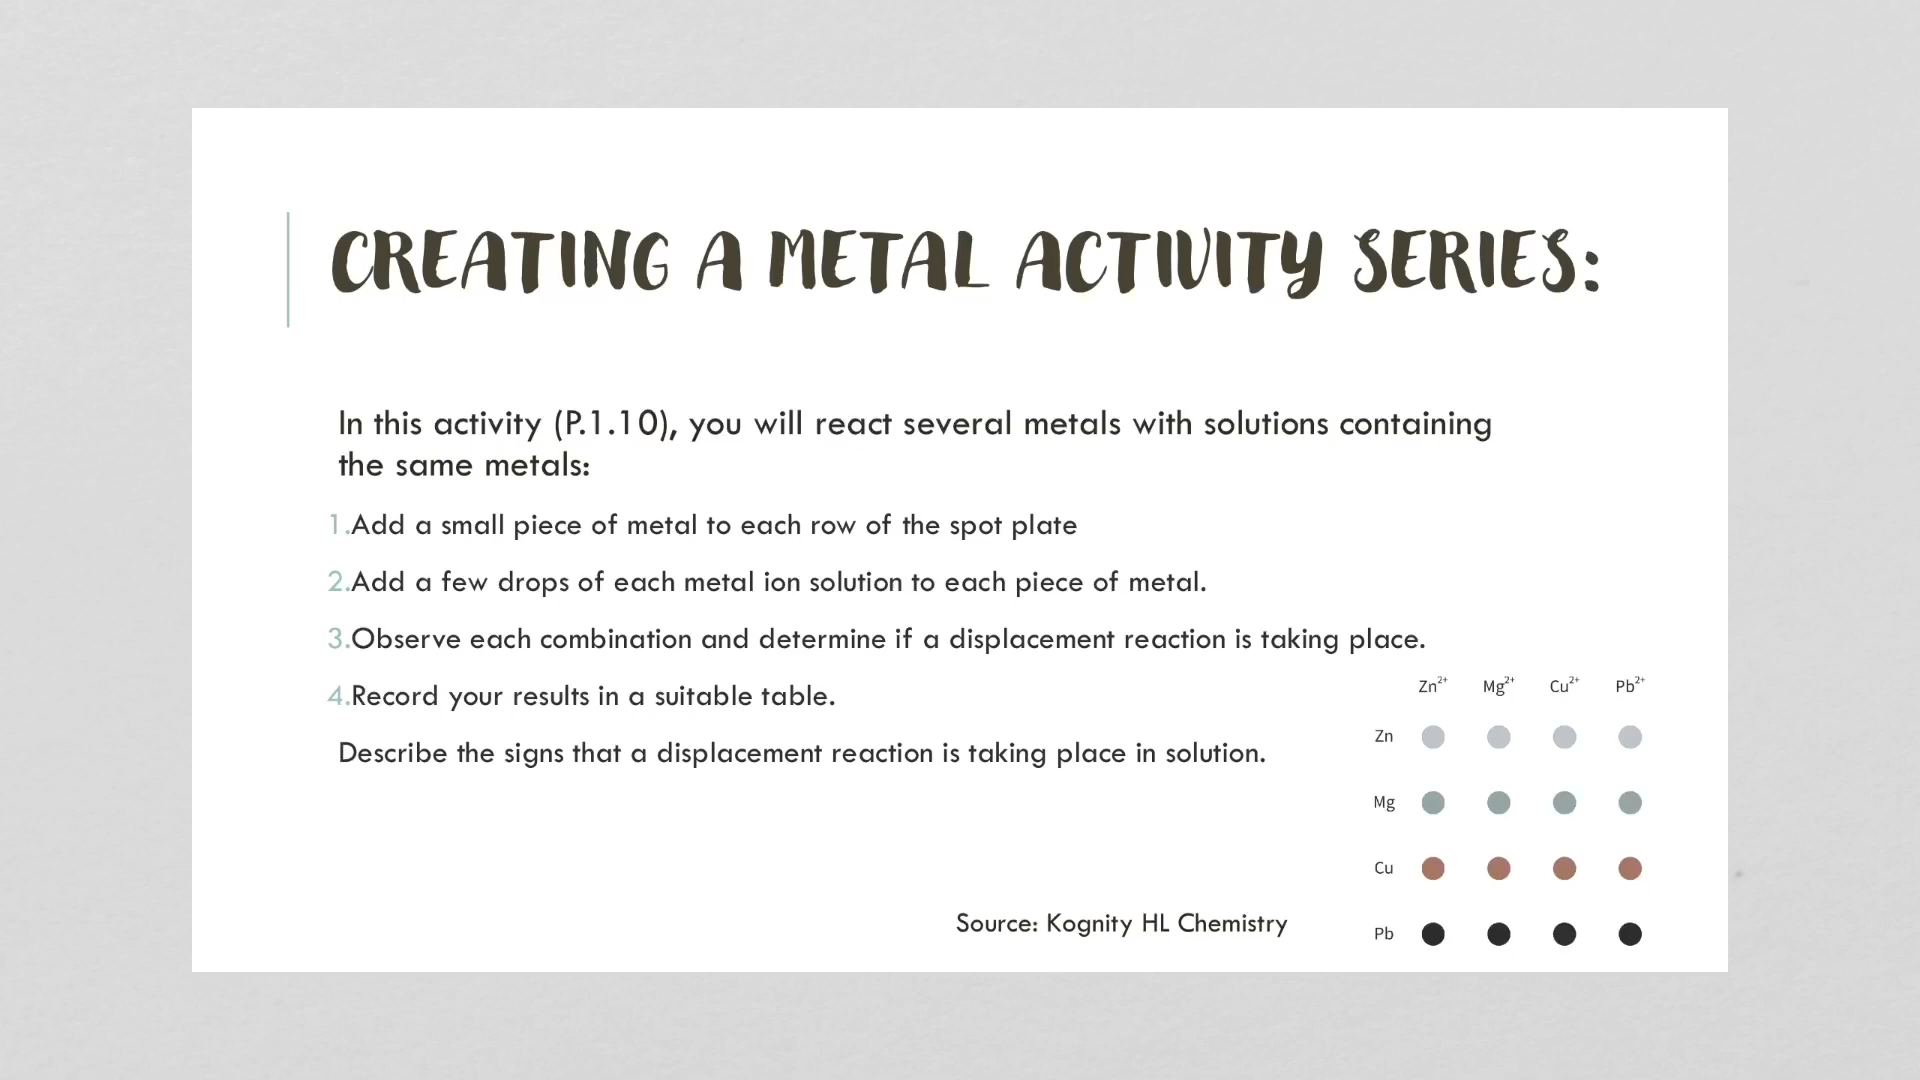 CREATING A METAL ACTIVITY SERIES:
In this activity (P.1.10), you will react several metals with solutions containing
the same metals:
1.Add a small piece of metal to each row of the spot plate
2.Add a few drops of each metal ion solution to each piece of metal.
3.Observe each combination and determine if a displacement reaction is taking place.
4.Record your results in a suitable table.
Describe the signs that a displacement reaction is taking place in solution.
Zn²⁺ Mg²⁺ Cu²⁺ Pb²⁺
Zn
Mg
Cu
Pb
Source: Kognity HL Chemistry